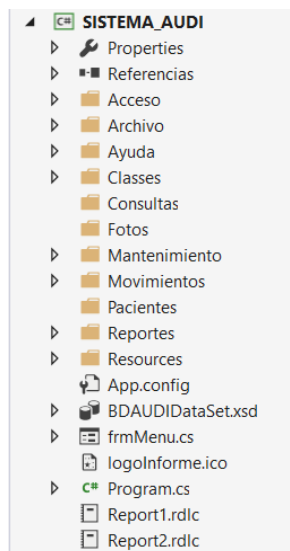 C# SISTEMA_AUDI
Properties
Referencias
Acceso
Archivo
Ayuda
Classes
Consultas
Fotos
Mantenimiento
Movimientos
Pacientes
Reportes
Resources
App.config
BDAUDIDataSet.xsd
frmMenu.cs
logoInforme.ico
C# Program.cs
Report1.rdlc
Report2.rdlc